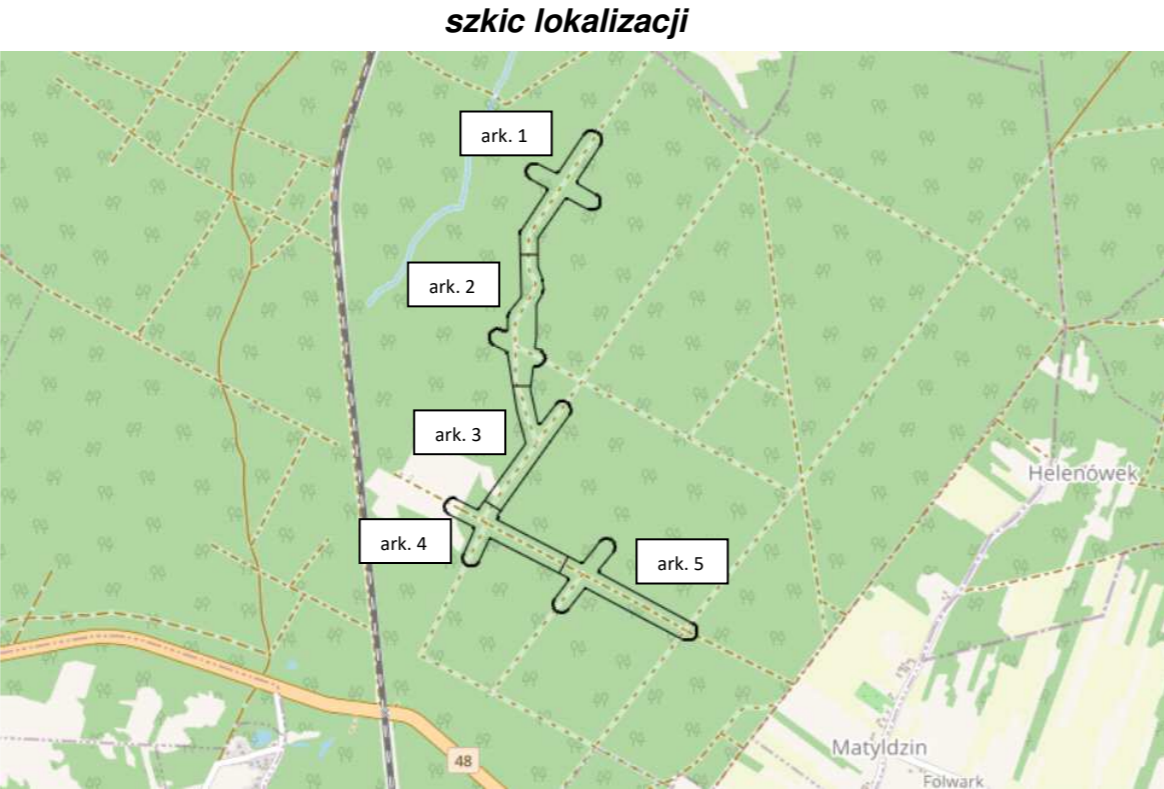 szkic lokalizacji
ark. 1
ark. 2
ark. 3
Helenówek
ark. 4
ark. 5
Matyldzin
48
Folwark